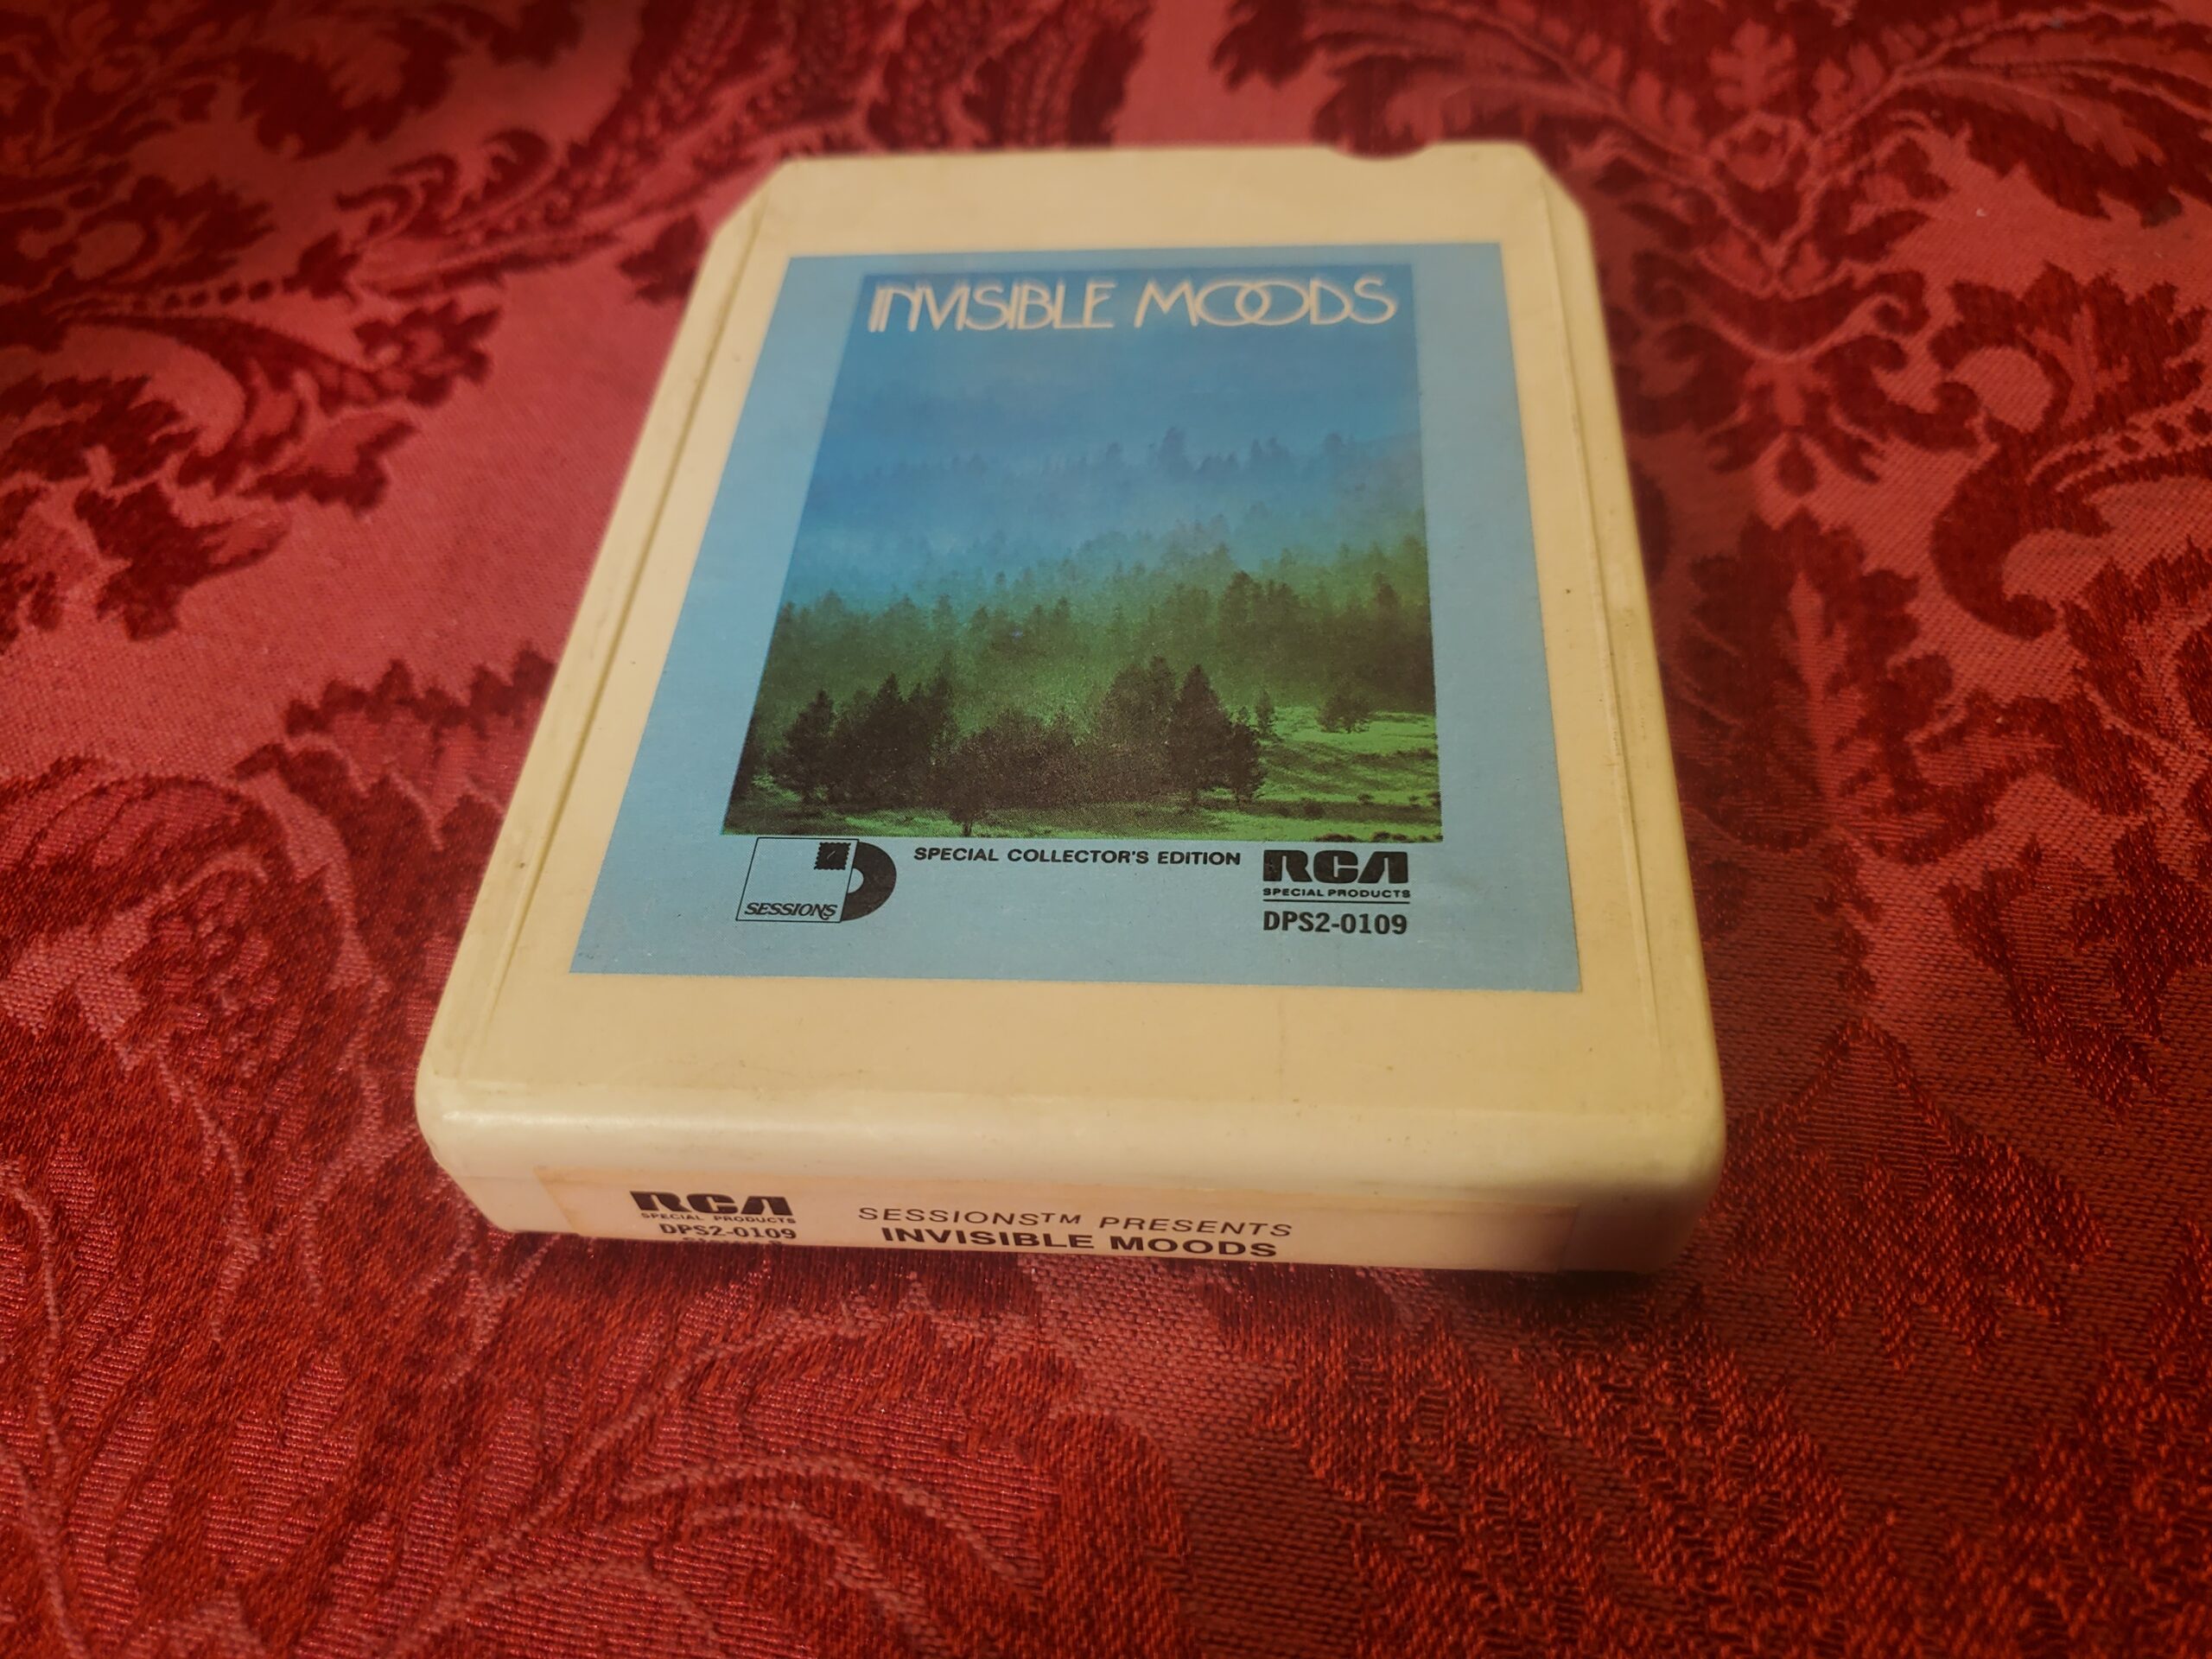 INVISIBLE MOODS
SESSIONS
SPECIAL COLLECTOR'S EDITION
RCA
SPECIAL PRODUCTS
DPS2-0109
RCA
SPECIAL PRODUCTS
DPS2-0109
SESSIONS™ PRESENTS
INVISIBLE MOODS